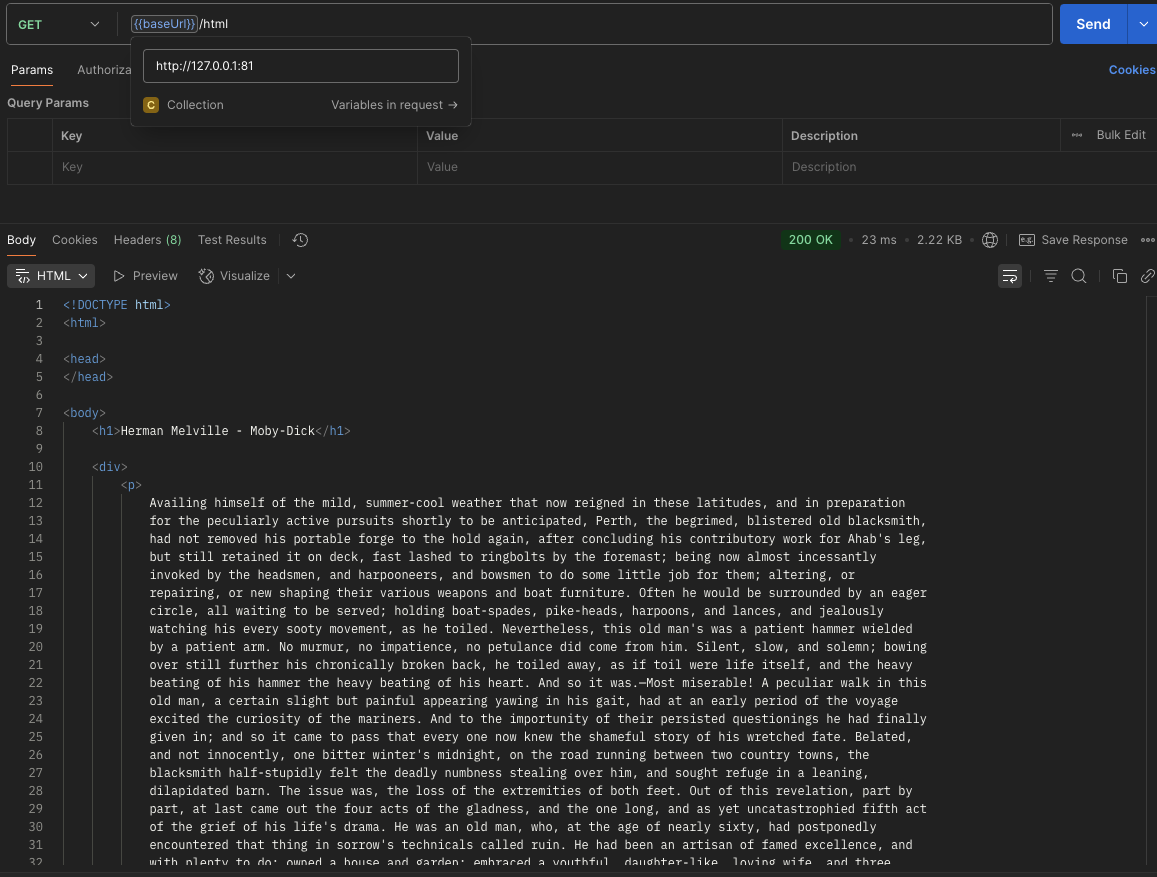 GET {{baseUrl}}/html Send
http://127.0.0.1:81
Params Authoriza Cookies
C Collection Variables in request →
Query Params
Key Value Description Bulk Edit
Key Value Description
Body Cookies Headers (8) Test Results 200 OK 23 ms 2.22 KB e.g. Save Response
HTML Preview Visualize
1 <!DOCTYPE html>
2 <html>
3
4 <head>
5 </head>
6
7 <body>
8 <h1>Herman Melville - Moby-Dick</h1>
9
10 <div>
11 <p>
12 Availing himself of the mild, summer-cool weather that now reigned in these latitudes, and in preparation
13 for the peculiarly active pursuits shortly to be anticipated, Perth, the begrimed, blistered old blacksmith,
14 had not removed his portable forge to the hold again, after concluding his contributory work for Ahab's leg,
15 but still retained it on deck, fast lashed to ringbolts by the foremast; being now almost incessantly
16 invoked by the headsmen, and harpooneers, and bowsmen to do some little job for them; altering, or
17 repairing, or new shaping their various weapons and boat furniture. Often he would be surrounded by an eager
18 circle, all waiting to be served; holding boat-spades, pike-heads, harpoons, and lances, and jealously
19 watching his every sooty movement, as he toiled. Nevertheless, this old man's was a patient hammer wielded
20 by a patient arm. No murmur, no impatience, no petulance did come from him. Silent, slow, and solemn; bowing
21 over still further his chronically broken back, he toiled away, as if toil were life itself, and the heavy
22 beating of his hammer the heavy beating of his heart. And so it was.—Most miserable! A peculiar walk in this
23 old man, a certain slight but painful appearing yawing in his gait, had at an early period of the voyage
24 excited the curiosity of the mariners. And to the importunity of their persisted questionings he had finally
25 given in; and so it came to pass that every one now knew the shameful story of his wretched fate. Belated,
26 and not innocently, one bitter winter's midnight, on the road running between two country towns, the
27 blacksmith half-stupidly felt the deadly numbness stealing over him, and sought refuge in a leaning,
28 dilapidated barn. The issue was, the loss of the extremities of both feet. Out of this revelation, part by
29 part, at last came out the four acts of the gladness, and the one long, and as yet uncatastrophied fifth act
30 of the grief of his life's drama. He was an old man, who, at the age of nearly sixty, had postponedly
31 encountered that thing in sorrow's technicals called ruin. He had been an artisan of famed excellence, and
32 with plenty to do; owned a house and garden; embraced a youthful, daughter-like, loving wife, and three